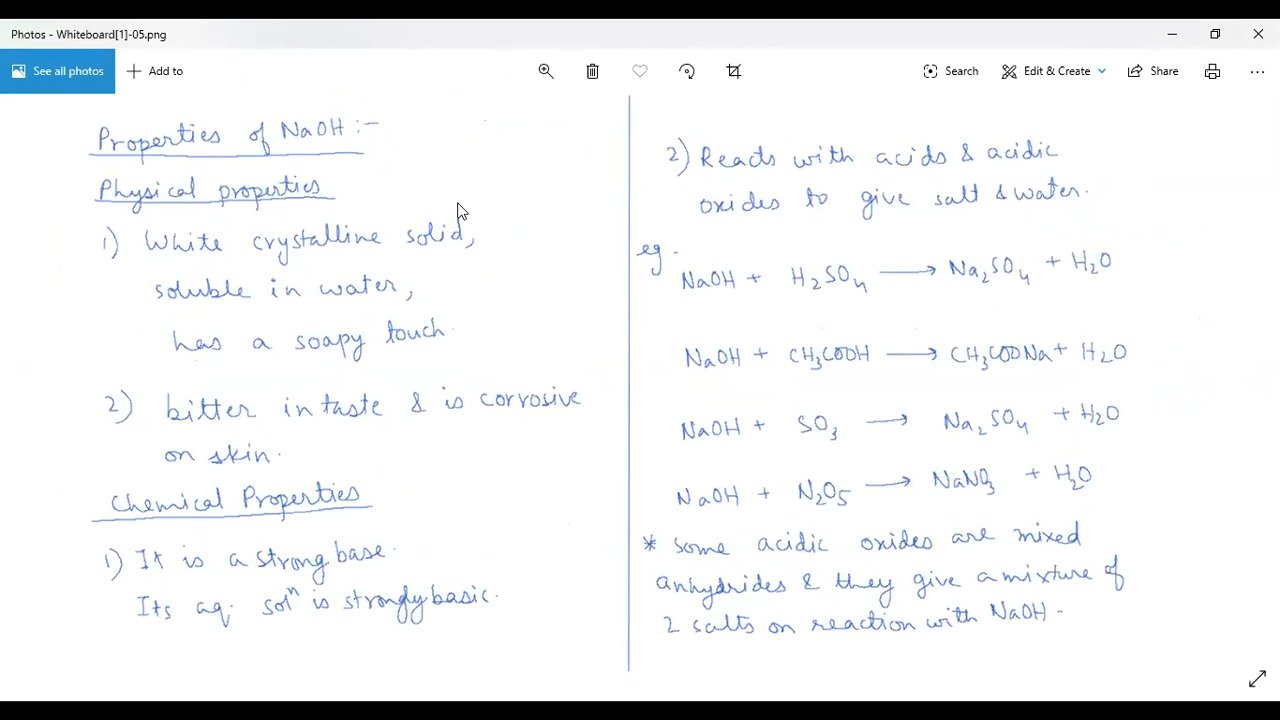 Photos - Whiteboard[1]-05.png
See all photos
Add to
Search
Edit & Create
Share
Properties of NaOH :-
Physical properties
1) White crystalline solid,
soluble in water,
has a soapy touch.
2) bitter in taste & is corrosive
on skin.
Chemical Properties
1) It is a strong base.
Its aq. solⁿ is strongly basic.
2) Reacts with acids & acidic
oxides to give salt & water.
eg.
NaOH + H₂SO₄ ⟶ Na₂SO₄ + H₂O
NaOH + CH₃COOH ⟶ CH₃COONa + H₂O
NaOH + SO₃ ⟶ Na₂SO₄ + H₂O
NaOH + N₂O₅ ⟶ NaNO₃ + H₂O
* some acidic oxides are mixed
anhydrides & they give a mixture of
2 salts on reaction with NaOH.